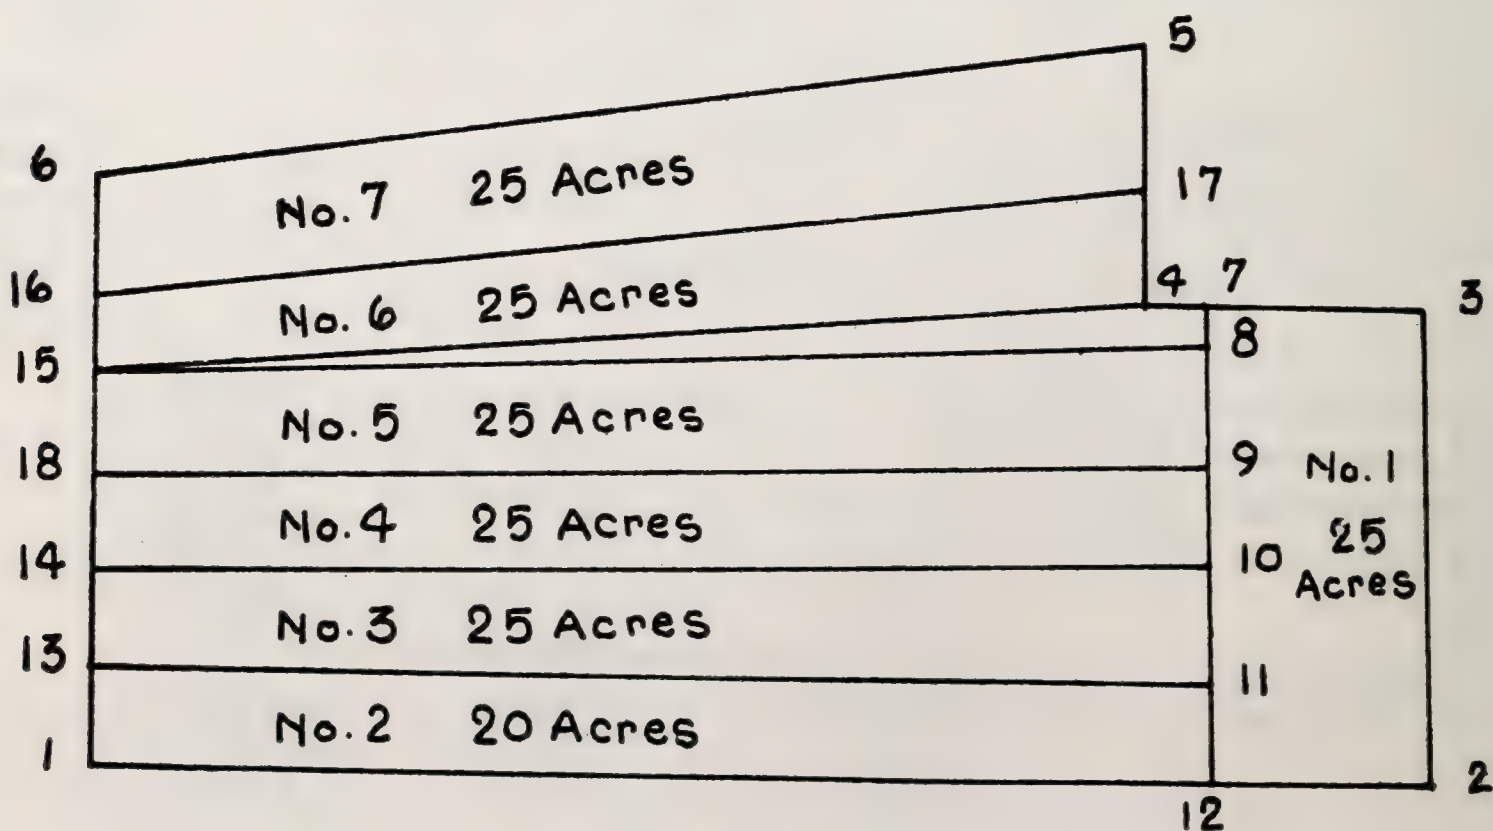 5
6
No. 7 25 Acres
17
16
No. 6 25 Acres
4 7
3
15
8
No. 5 25 Acres
18
9
No. 1
25
Acres
No. 4 25 Acres
14
10
No. 3 25 Acres
13
11
No. 2 20 Acres
1
2
12